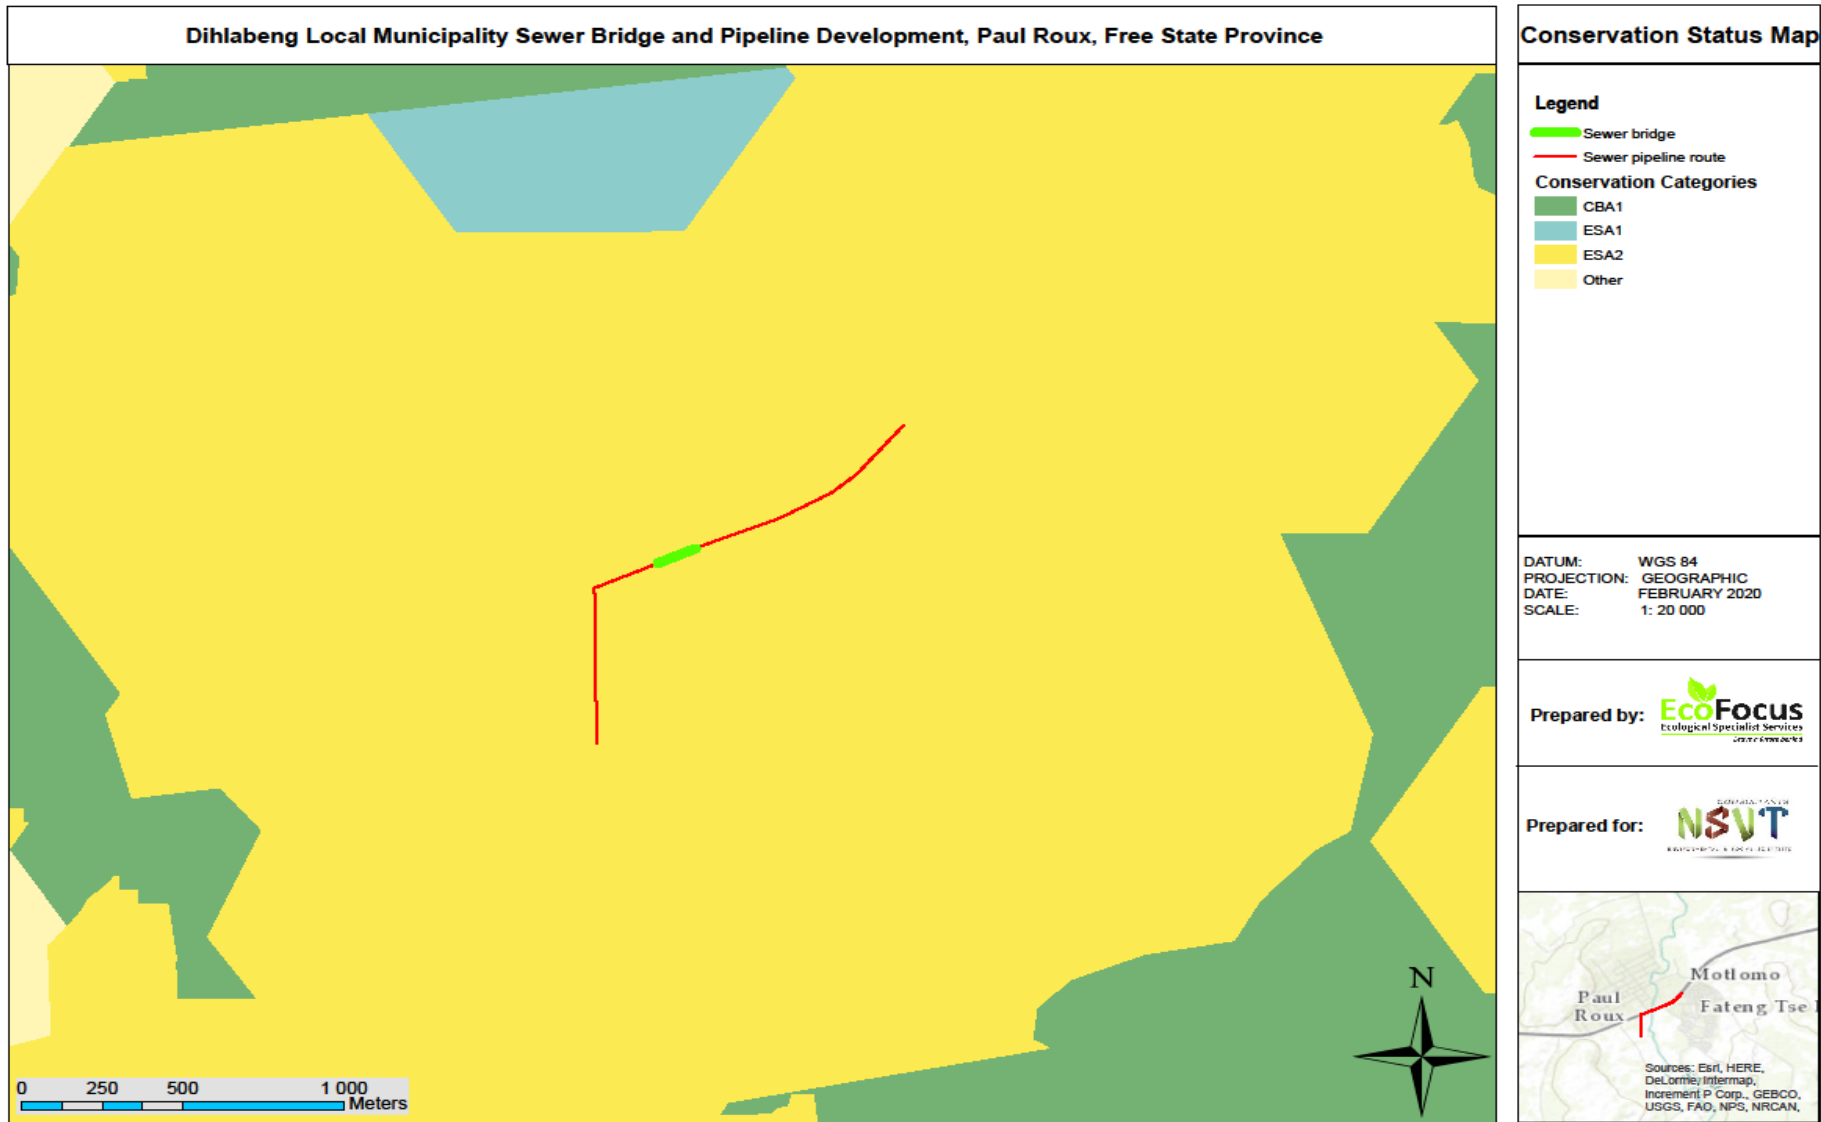 Dihlabeng Local Municipality Sewer Bridge and Pipeline Development, Paul Roux, Free State Province
Conservation Status Map
Legend
Sewer bridge
Sewer pipeline route
Conservation Categories
CBA1
ESA1
ESA2
Other
DATUM: WGS 84
PROJECTION: GEOGRAPHIC
DATE: FEBRUARY 2020
SCALE: 1: 20 000
Prepared by: EcoFocus
Ecological Specialist Services
Prepared for: NSVT
Motlomo
Paul
Roux
Fateng Tse
Sources: Esri, HERE,
DeLorme, Intermap,
Increment P Corp., GEBCO,
USGS, FAO, NPS, NRCAN,
N
0 250 500 1 000
Meters